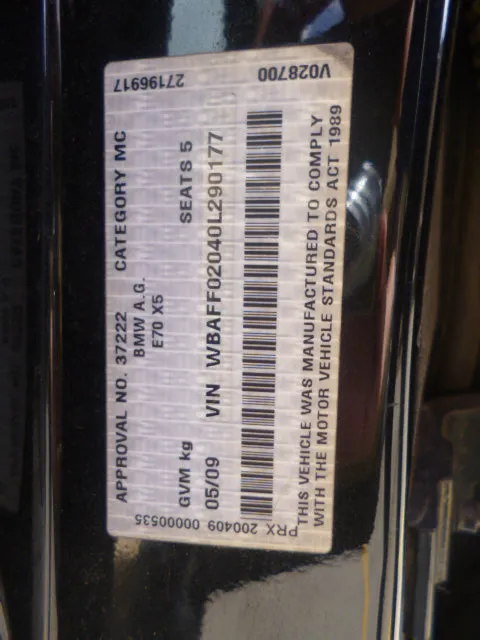 APPROVAL NO. 37222 CATEGORY MC
BMW A.G.
E70 X5
GVM kg SEATS 5
05/09 VIN WBAFF02040L290177
THIS VEHICLE WAS MANUFACTURED TO COMPLY
WITH THE MOTOR VEHICLE STANDARDS ACT 1989
PRX 200409 00000535
27196917
V028700